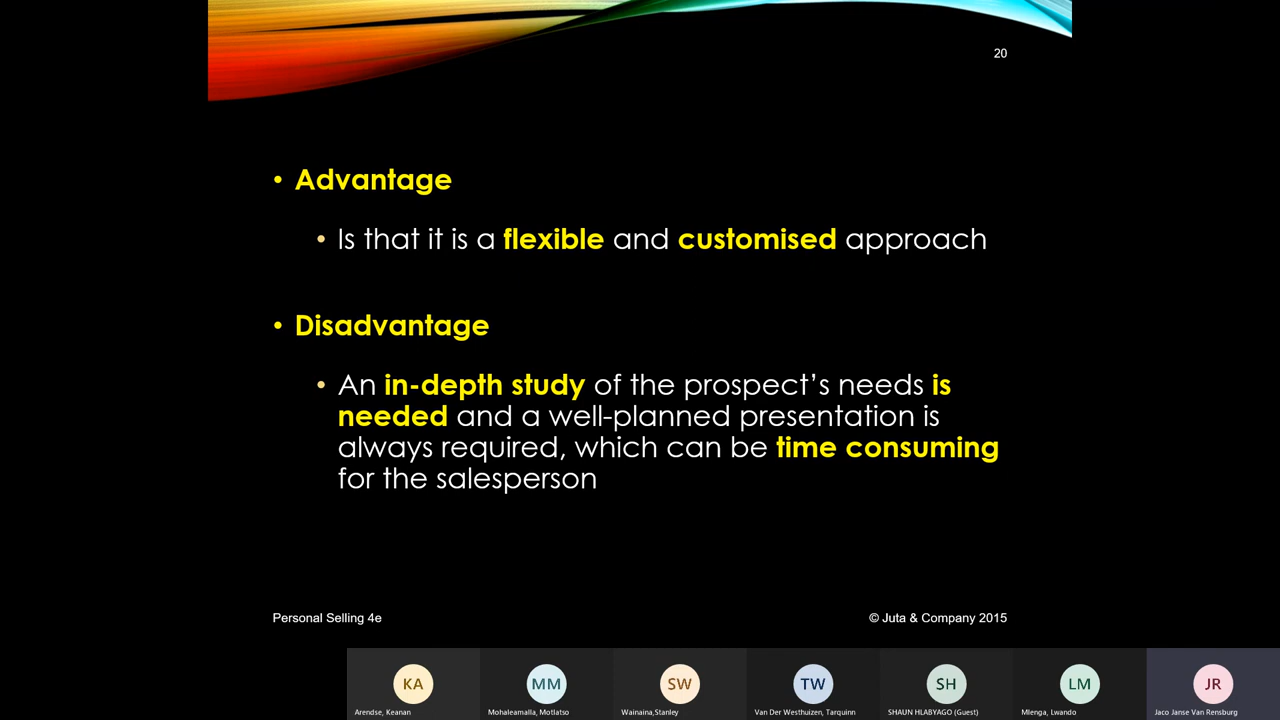 20
• Advantage
• Is that it is a flexible and customised approach
• Disadvantage
• An in-depth study of the prospect’s needs is
needed and a well-planned presentation is
always required, which can be time consuming
for the salesperson
Personal Selling 4e
© Juta & Company 2015
KA
MM
SW
TW
SH
LM
JR
Arendse, Keanan
Mohaleamalla, Motlatso
Wainaina,Stanley
Van Der Westhuizen, Tarquinn
SHAUN HLABYAGO (Guest)
Mlenga, Lwando
Jaco Janse Van Rensburg